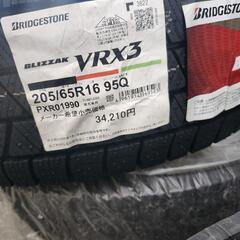 BRIDGESTONE
BRIDGESTONE
BLIZZAK VRX3
205/65R16 95Q
PXR01990
メーカー希望小売価格
34,210円